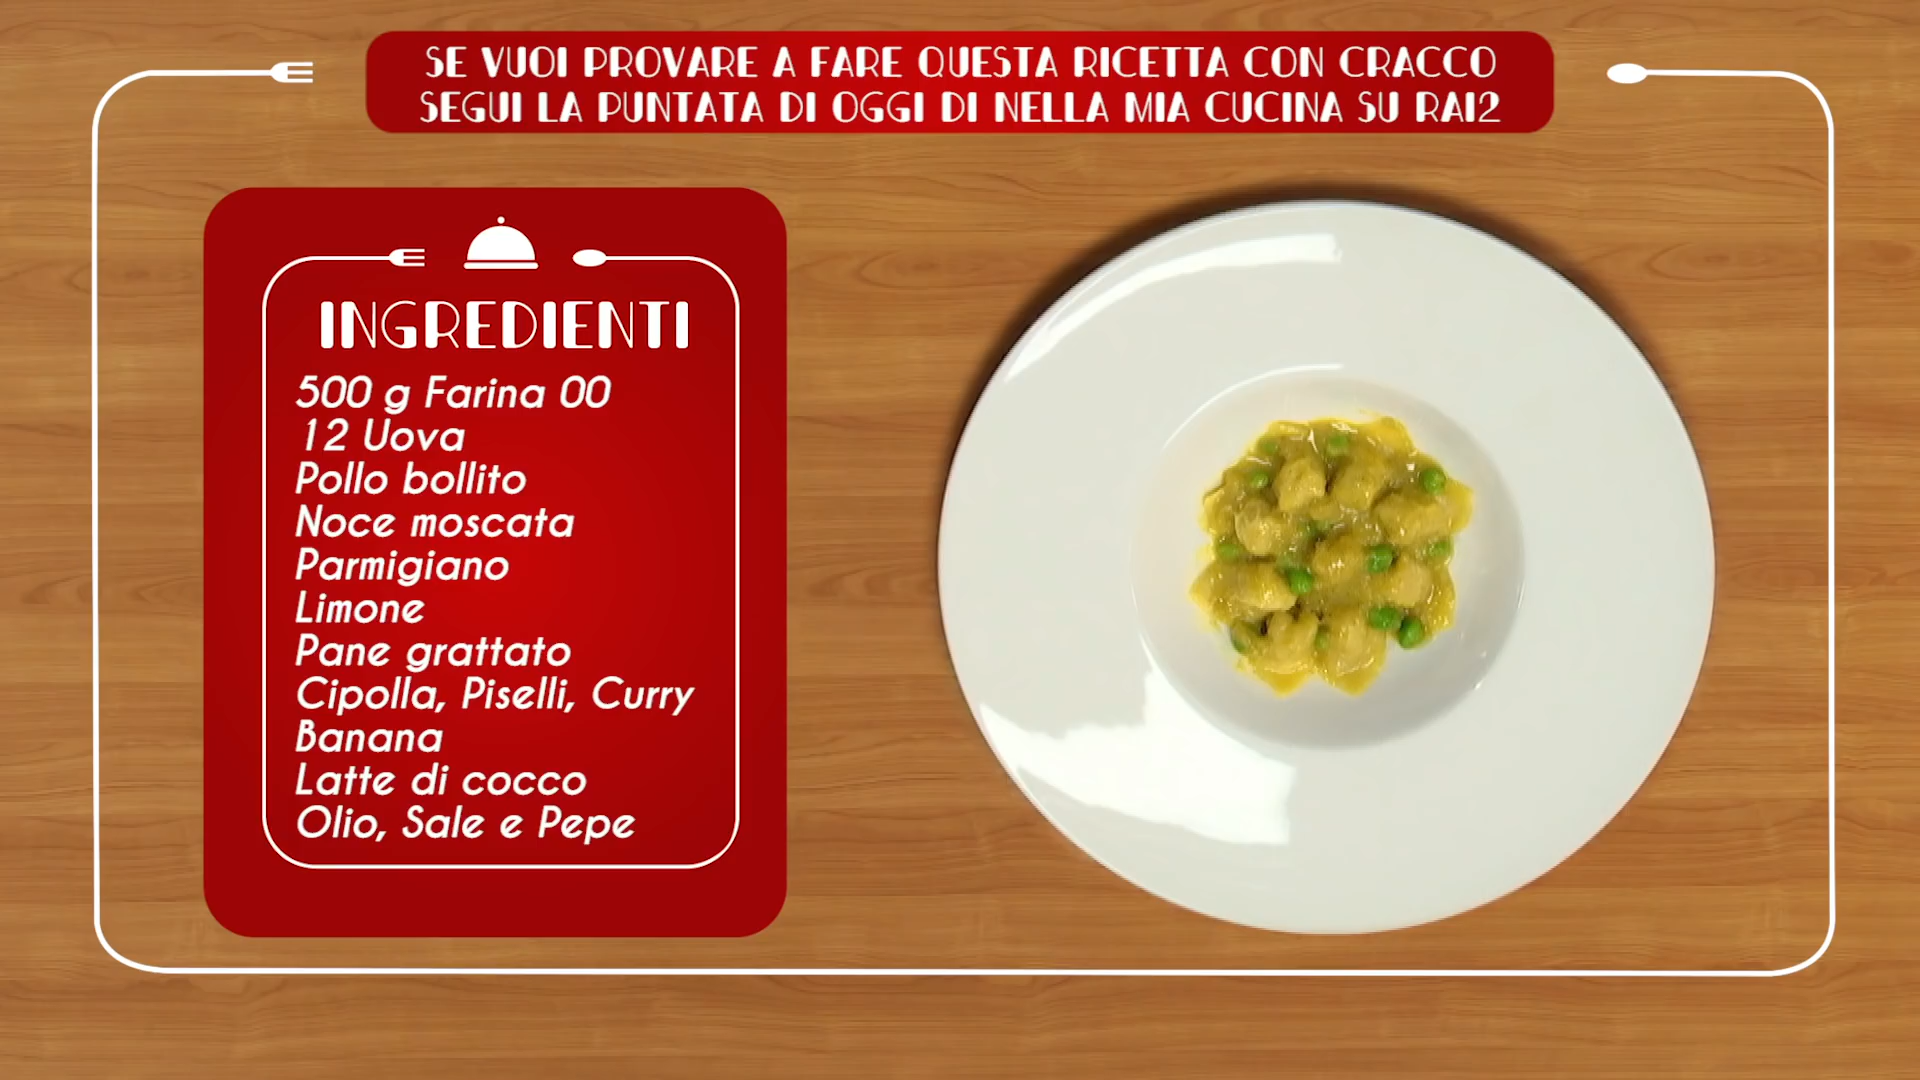 SE VUOI PROVARE A FARE QUESTA RICETTA CON CRACCO
SEGUI LA PUNTATA DI OGGI DI NELLA MIA CUCINA SU RAI2
INGREDIENTI
500 g Farina 00
12 Uova
Pollo bollito
Noce moscata
Parmigiano
Limone
Pane grattato
Cipolla, Piselli, Curry
Banana
Latte di cocco
Olio, Sale e Pepe